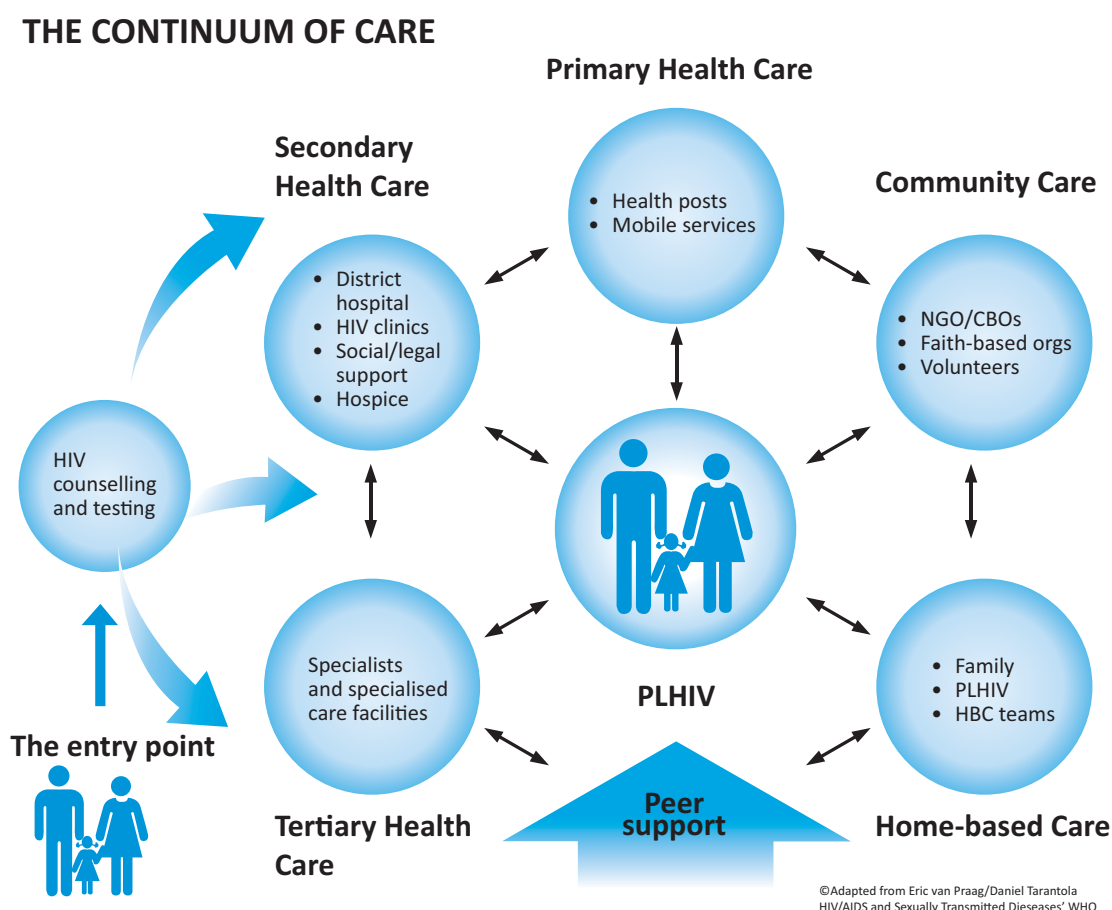 THE CONTINUUM OF CARE
Primary Health Care
• Health posts
• Mobile services
Secondary
Health Care
• District
hospital
• HIV clinics
• Social/legal
support
• Hospice
Community Care
• NGO/CBOs
• Faith-based orgs
• Volunteers
HIV
counselling
and testing
Specialists
and specialised
care facilities
PLHIV
• Family
• PLHIV
• HBC teams
The entry point
Peer
support
Tertiary Health
Care
Home-based Care
©Adapted from Eric van Praag/Daniel Tarantola
HIV/AIDS and Sexually Transmitted Dieseases’ WHO